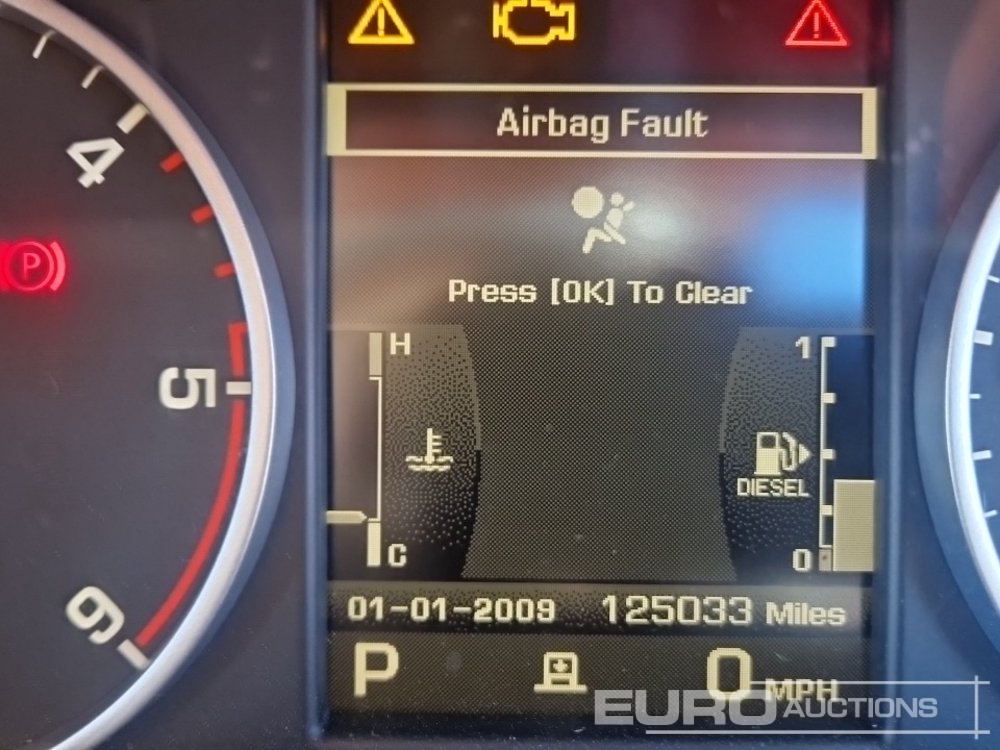 Airbag Fault
4
P
Press [OK] To Clear
H
1
5
DIESEL
C
0
01-01-2009 125033 Miles
6
P 0 MPH
EURO AUCTIONS